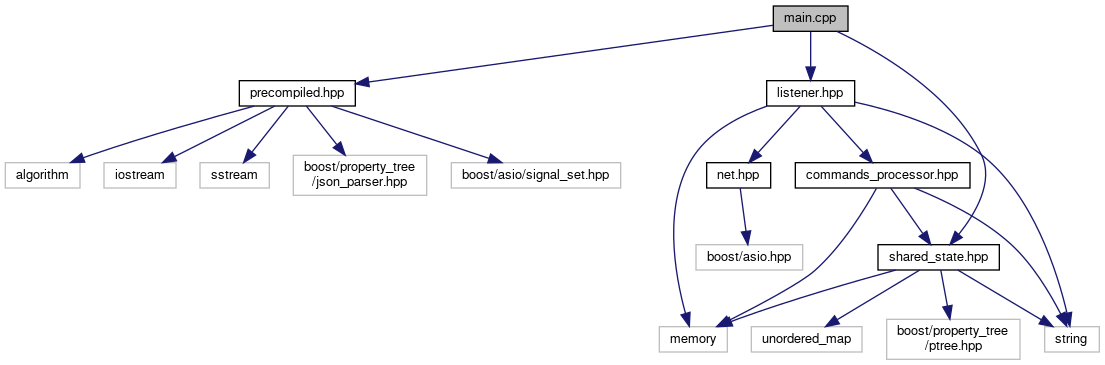 main.cpp
precompiled.hpp
listener.hpp
algorithm
iostream
sstream
boost/property_tree
/json_parser.hpp
boost/asio/signal_set.hpp
net.hpp
commands_processor.hpp
boost/asio.hpp
shared_state.hpp
memory
unordered_map
boost/property_tree
/ptree.hpp
string